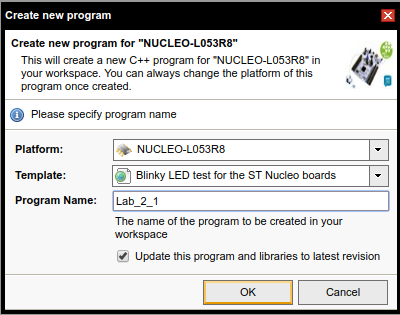 Create new program
Create new program for "NUCLEO-L053R8"
This will create a new C++ program for "NUCLEO-L053R8" in
your workspace. You can always change the platform of this
program once created.
Please specify program name
Platform: NUCLEO-L053R8
Template: Blinky LED test for the ST Nucleo boards
Program Name: Lab_2_1
The name of the program to be created in your
workspace
Update this program and libraries to latest revision
OK Cancel